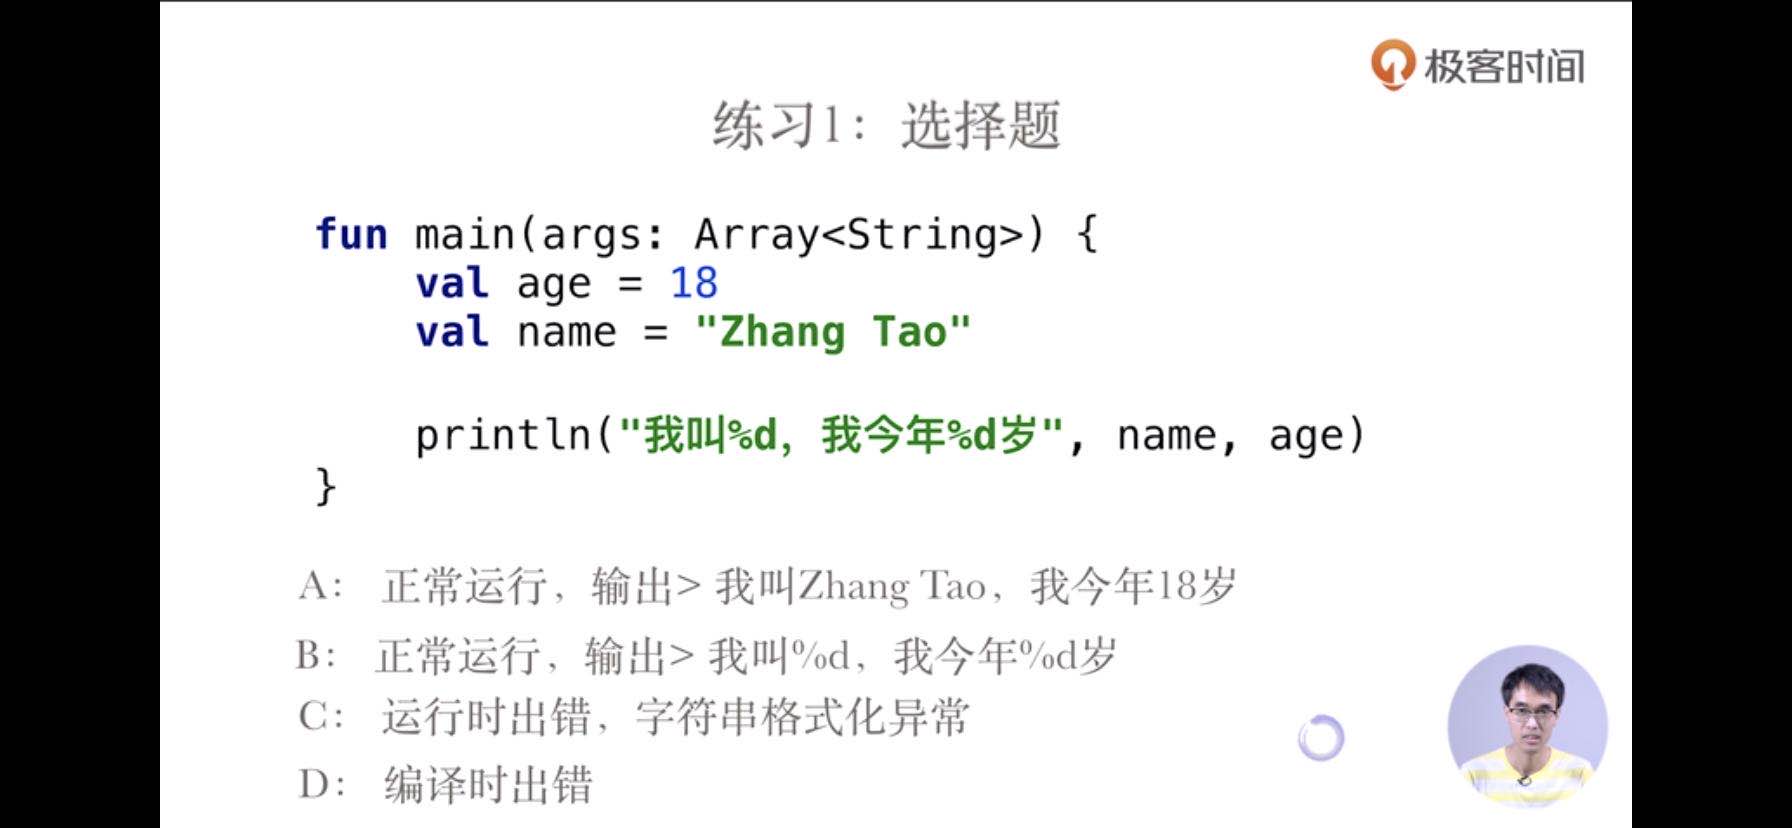 极客时间
练习1：选择题
fun main(args: Array<String>) {
val age = 18
val name = "Zhang Tao"
println("我叫%d，我今年%d岁", name, age)
}
A： 正常运行，输出> 我叫Zhang Tao，我今年18岁
B： 正常运行，输出> 我叫%d，我今年%d岁
C： 运行时出错，字符串格式化异常
D： 编译时出错